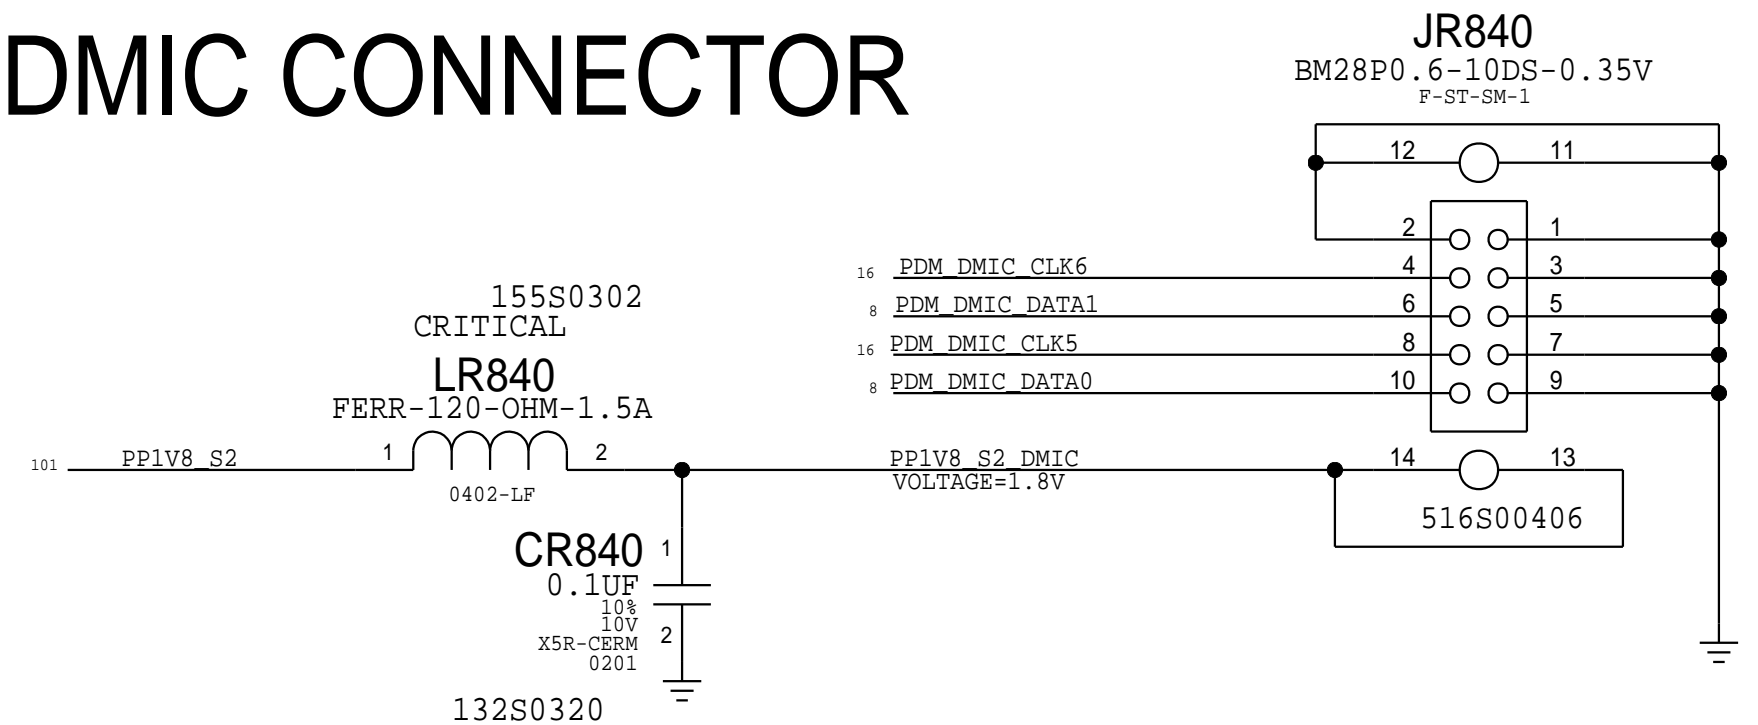 DMIC CONNECTOR
JR840
BM28P0.6-10DS-0.35V
F-ST-SM-1
12 11
2 1
16 PDM_DMIC_CLK6 4 3
8 PDM_DMIC_DATA1 6 5
16 PDM_DMIC_CLK5 8 7
8 PDM_DMIC_DATA0 10 9
155S0302
CRITICAL
LR840
FERR-120-OHM-1.5A
101 PP1V8_S2 1 2 PP1V8_S2_DMIC 14 13
VOLTAGE=1.8V
0402-LF
516S00406
CR840 1
0.1UF
10%
10V
X5R-CERM 2
0201
132S0320